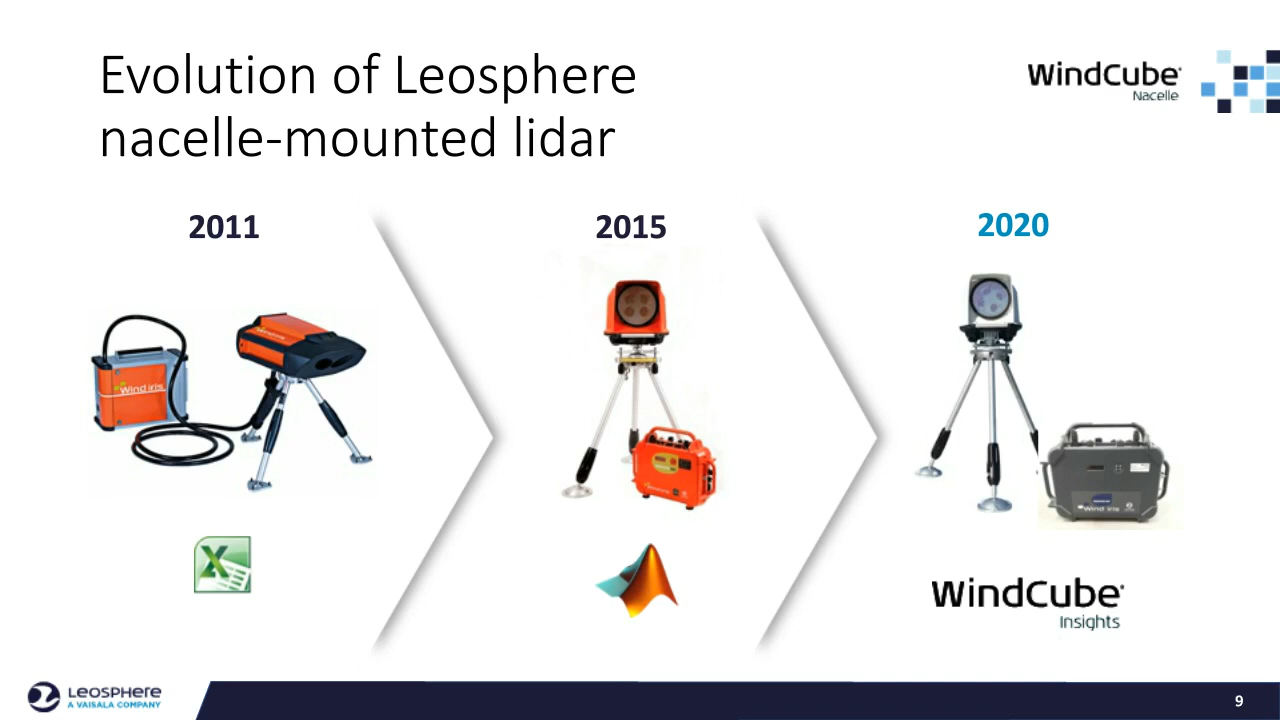 Evolution of Leosphere
nacelle-mounted lidar
WindCube®
Nacelle
2011
2015
2020
Wind iris
X
Wind iris
WindCube®
Insights
LEOSPHERE
A VAISALA COMPANY
9